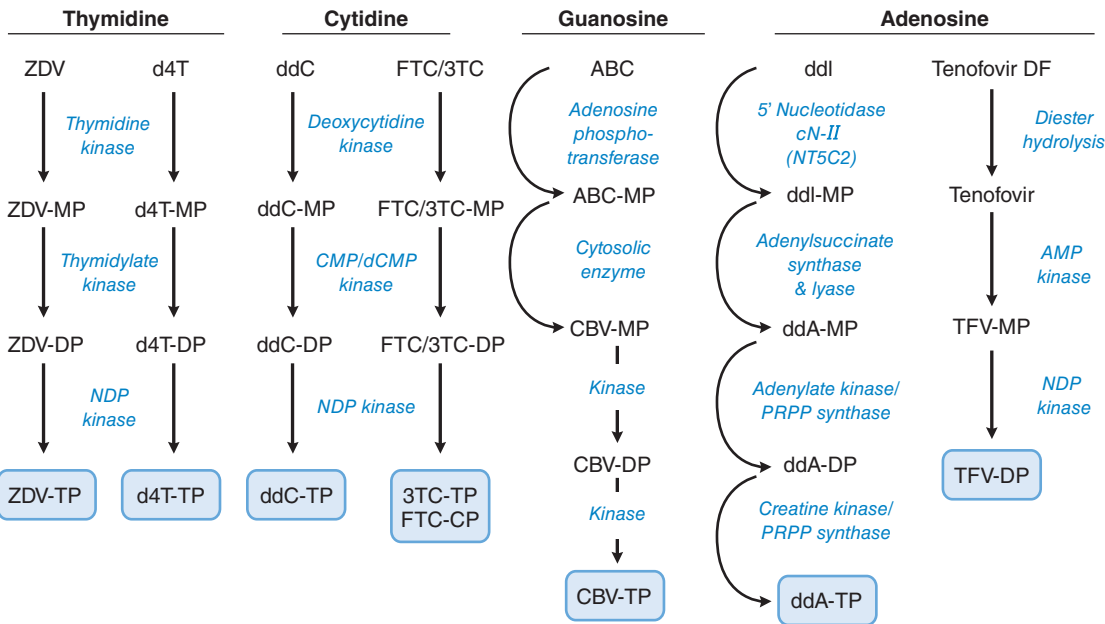 Thymidine
Cytidine
Guanosine
Adenosine
ZDV
d4T
ddC
FTC/3TC
ABC
ddI
Tenofovir DF
Thymidine
kinase
Deoxycytidine
kinase
Adenosine
phospho-
transferase
5' Nucleotidase
cN-II
(NT5C2)
Diester
hydrolysis
ZDV-MP
d4T-MP
ddC-MP
FTC/3TC-MP
ABC-MP
ddI-MP
Tenofovir
Thymidylate
kinase
CMP/dCMP
kinase
Cytosolic
enzyme
Adenylsuccinate
synthase
& lyase
AMP
kinase
ZDV-DP
d4T-DP
ddC-DP
FTC/3TC-DP
CBV-MP
ddA-MP
TFV-MP
NDP
kinase
NDP kinase
Kinase
Adenylate kinase/
PRPP synthase
NDP
kinase
ZDV-TP
d4T-TP
ddC-TP
3TC-TP
FTC-CP
CBV-DP
ddA-DP
TFV-DP
Kinase
Creatine kinase/
PRPP synthase
CBV-TP
ddA-TP